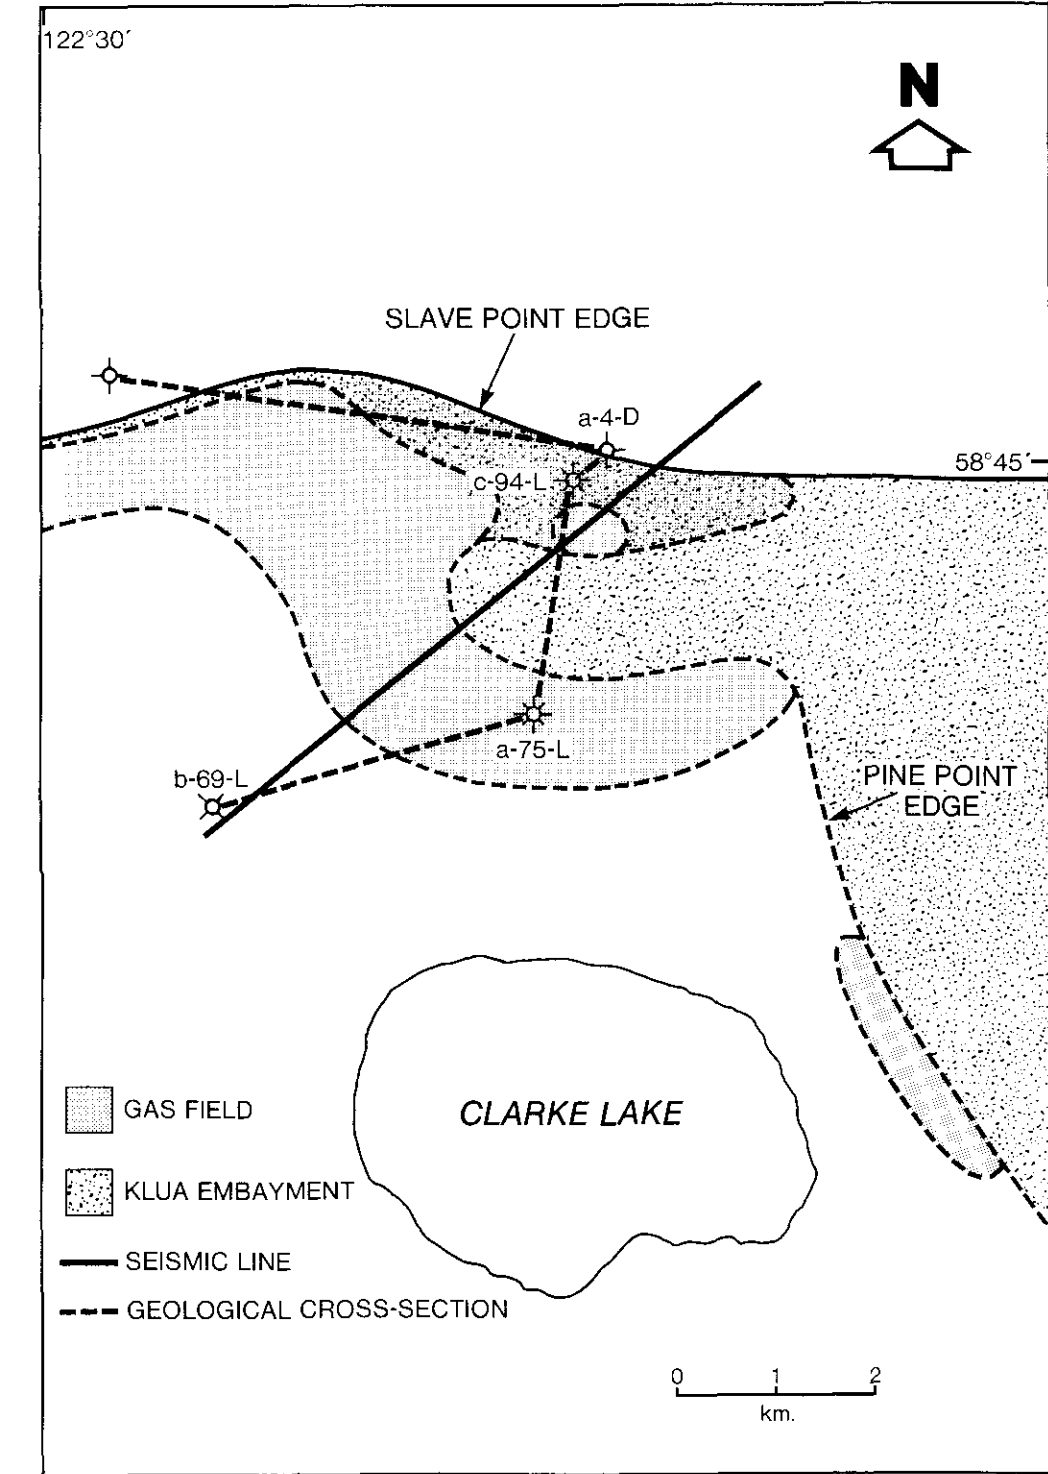 122°30´
N
SLAVE POINT EDGE
a-4-D
58°45´
c-94-L
a-75-L
b-69-L
PINE POINT
EDGE
CLARKE LAKE
GAS FIELD
KLUA EMBAYMENT
SEISMIC LINE
GEOLOGICAL CROSS-SECTION
0 1 2
km.